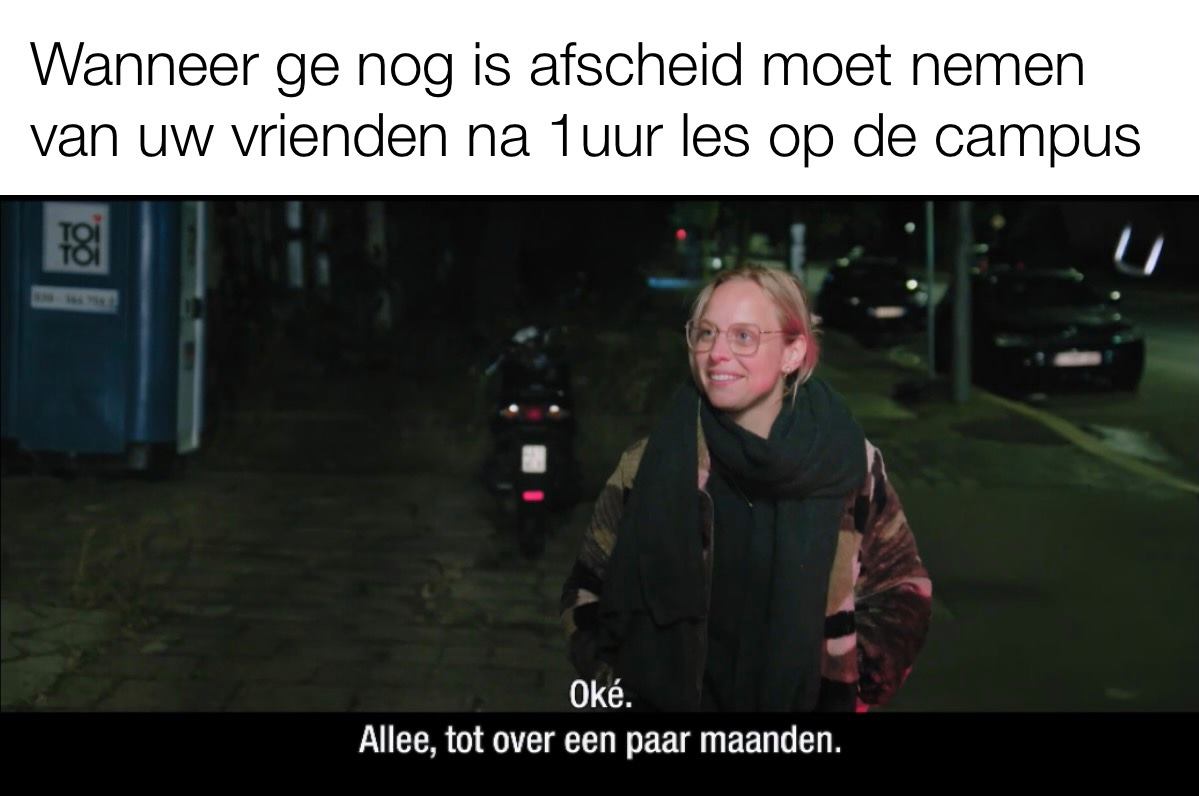 Wanneer ge nog is afscheid moet nemen
van uw vrienden na 1uur les op de campus
TOi
TOI
Oké.
Allee, tot over een paar maanden.